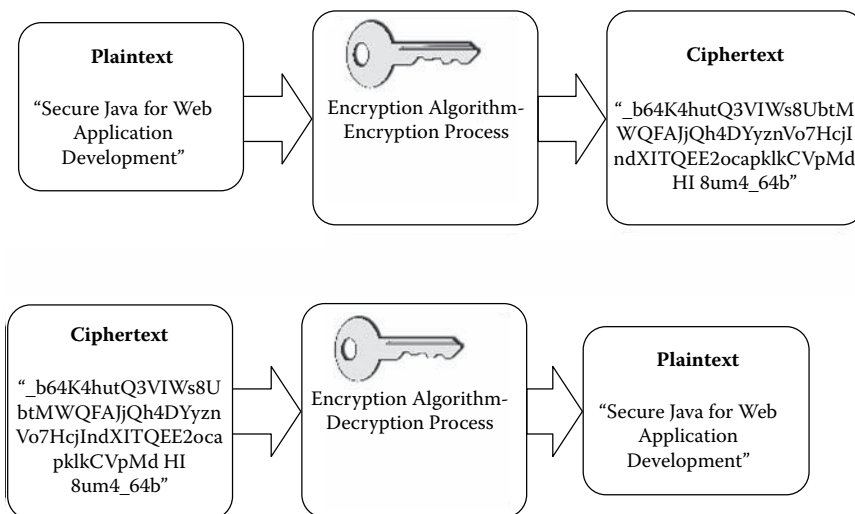 Plaintext
“Secure Java for Web
Application
Development”
Encryption Algorithm-
Encryption Process
Ciphertext
“_b64K4hutQ3VIWs8UbtM
WQFAJjQh4DYyznVo7HcjI
ndXITQEE2ocapklkCVpMd
HI 8um4_64b”
Ciphertext
“_b64K4hutQ3VIWs8U
btMWQFAJjQh4DYyzn
Vo7HcjIndXITQEE2oca
pklkCVpMd HI
8um4_64b”
Encryption Algorithm-
Decryption Process
Plaintext
“Secure Java for Web
Application
Development”